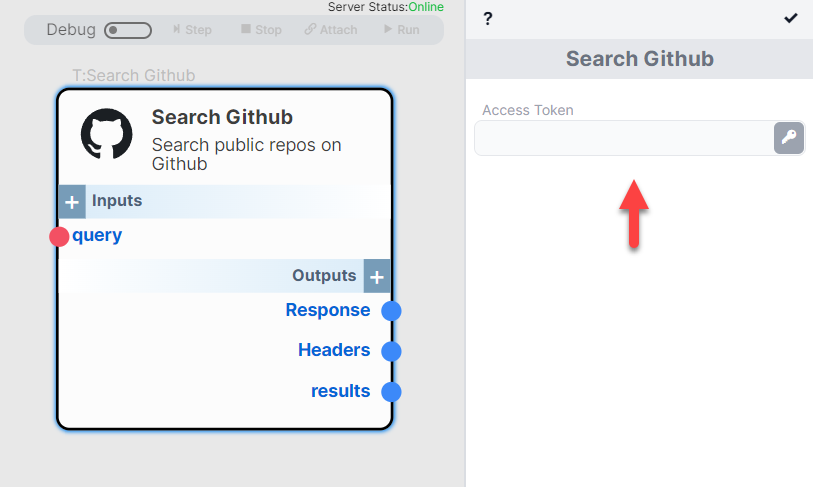 Server Status:Online
Debug Step Stop Attach Run
T:Search Github
Search Github
Search public repos on
Github
+ Inputs
query
Outputs +
Response
Headers
results
?
Search Github
Access Token